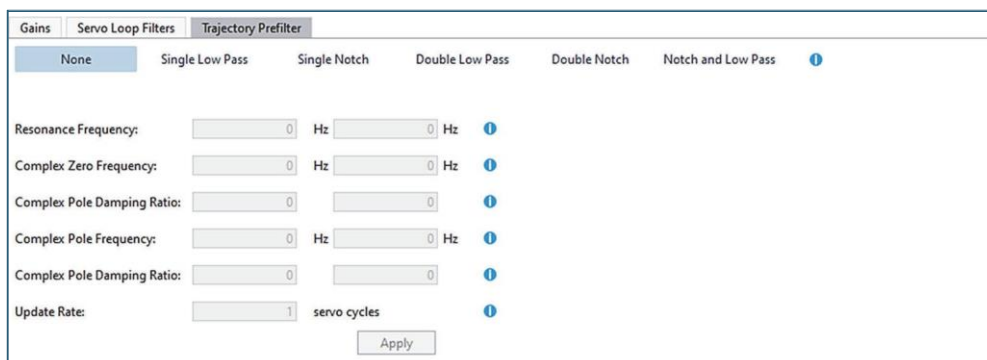 Gains Servo Loop Filters Trajectory Prefilter
None Single Low Pass Single Notch Double Low Pass Double Notch Notch and Low Pass
Resonance Frequency: 0 Hz 0 Hz
Complex Zero Frequency: 0 Hz 0 Hz
Complex Pole Damping Ratio: 0 0
Complex Pole Frequency: 0 Hz 0 Hz
Complex Pole Damping Ratio: 0 0
Update Rate: 1 servo cycles
Apply